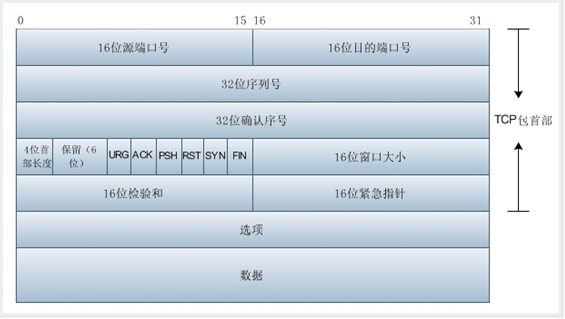 0 15 16 31
16位源端口号 16位目的端口号
32位序列号
32位确认序号
TCP包首部
4位首部长度 保留（6位） URG ACK PSH RST SYN FIN 16位窗口大小
16位检验和 16位紧急指针
选项
数据